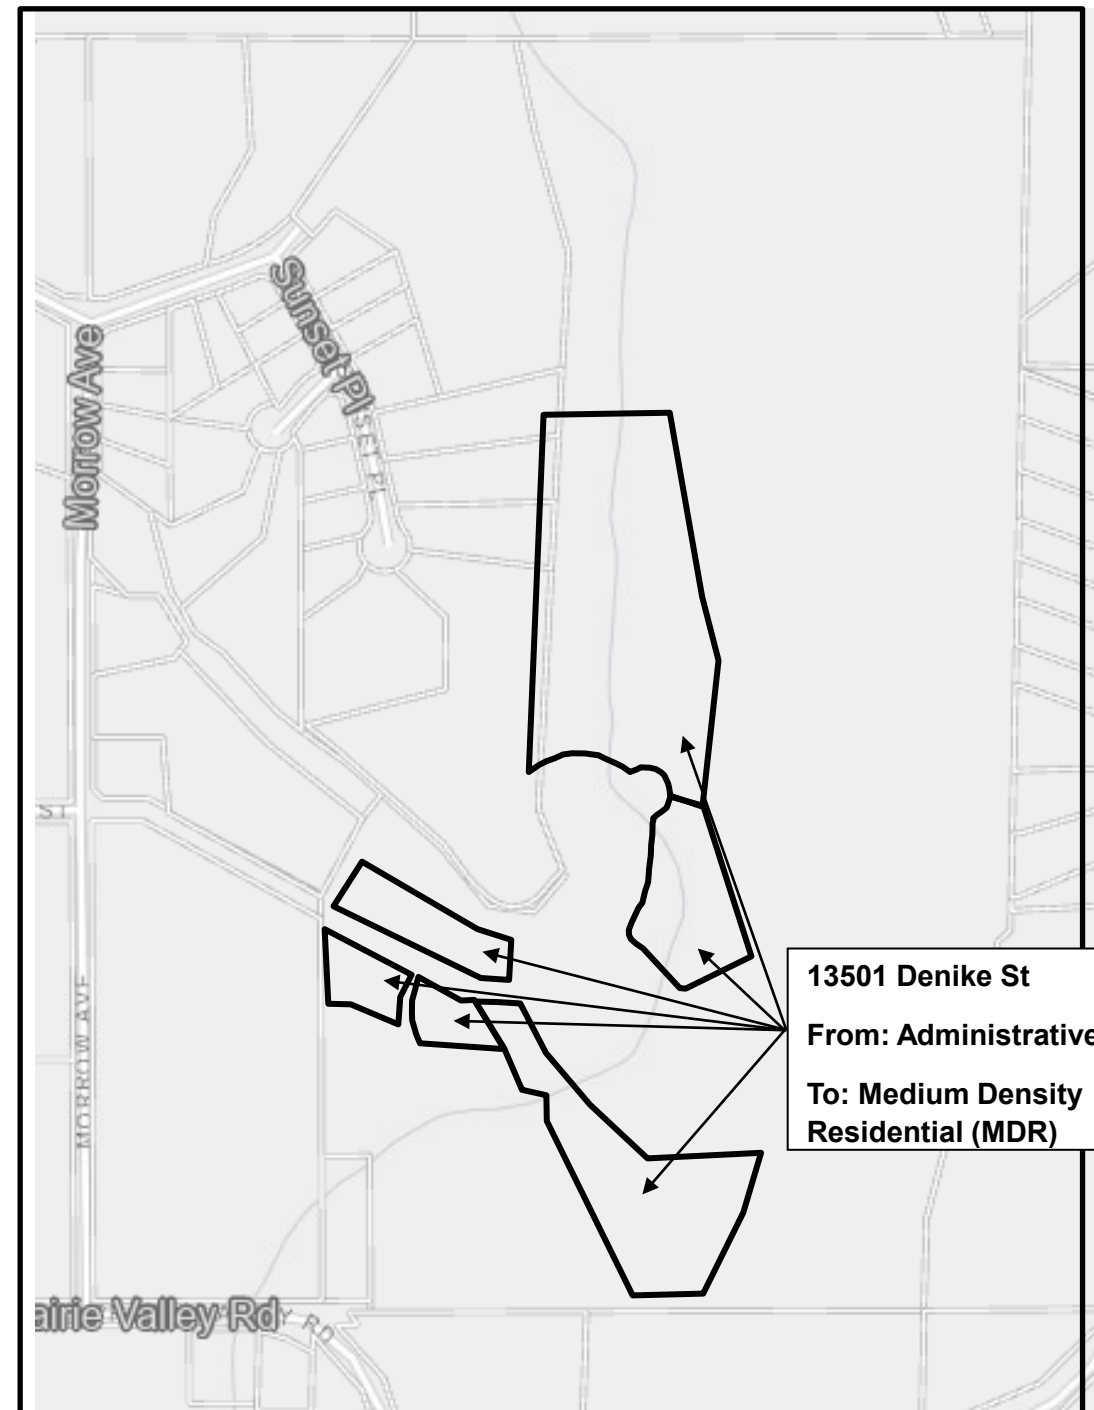 Sunset Pl
Morrow Ave
SET PL
ST
13501 Denike St
From: Administrative
To: Medium Density
Residential (MDR)
MORROW AVE
airie Valley Rd
Y RD